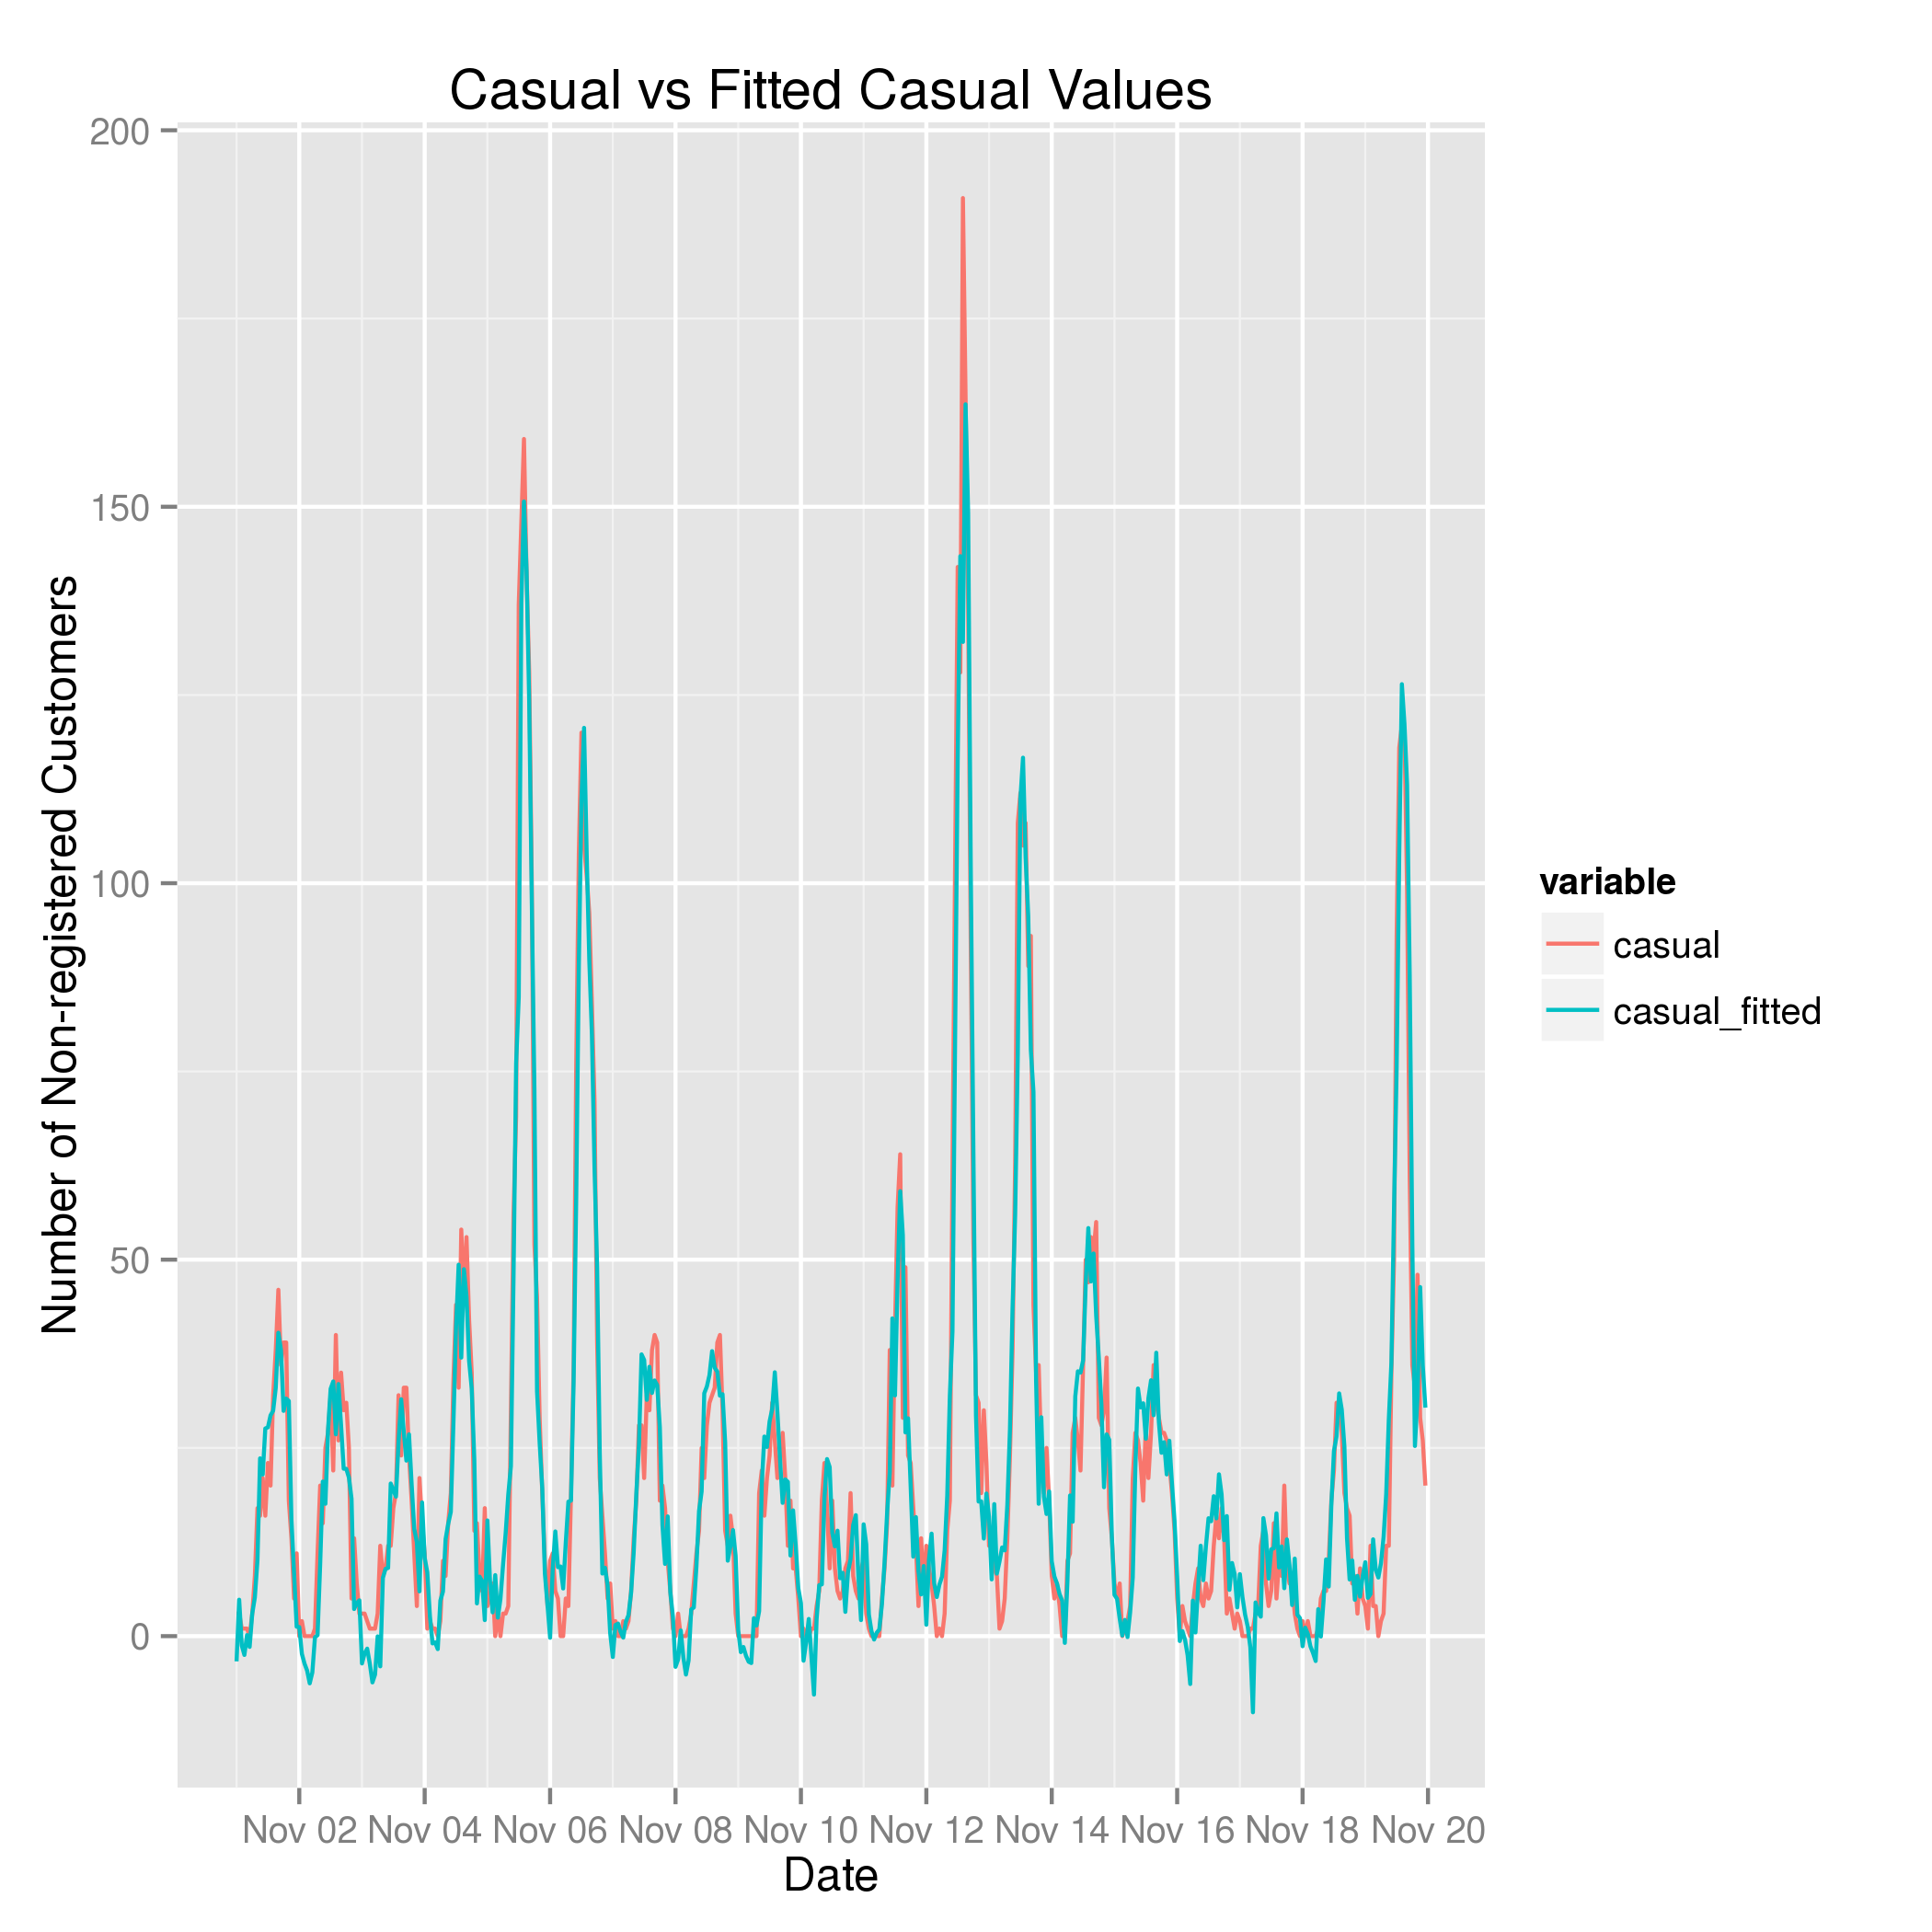 Casual vs Fitted Casual Values
Number of Non-registered Customers
200
150
100
50
0
Nov 02 Nov 04 Nov 06 Nov 08 Nov 10 Nov 12 Nov 14 Nov 16 Nov 18 Nov 20
Date
variable
casual
casual_fitted